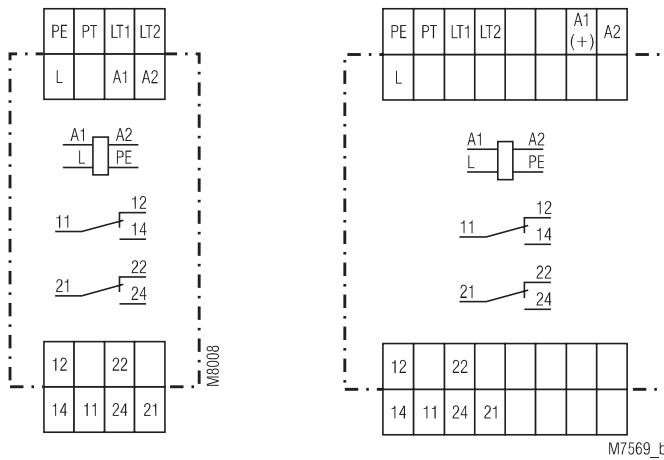 PE PT LT1 LT2
L A1 A2
A1 A2
L PE
12
11 14
22
21 24
12 22
14 11 24 21
M8008
PE PT LT1 LT2 A1 (+) A2
L
A1 A2
L PE
12
11 14
22
21 24
12 22
14 11 24 21
M7569_b